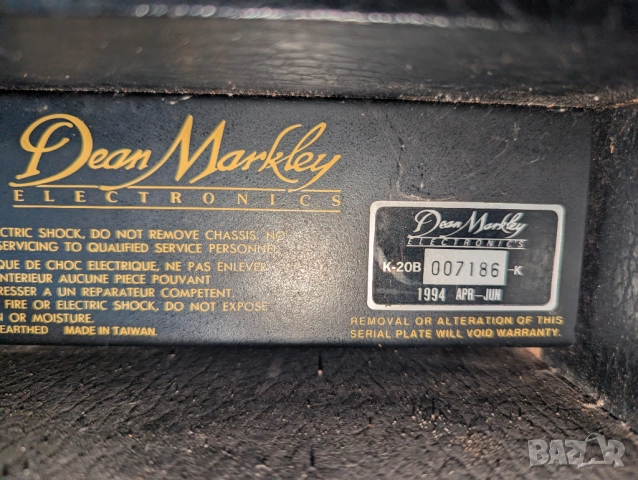 Dean Markley
ELECTRONICS
CTRIC SHOCK, DO NOT REMOVE CHASSIS. NO
SERVICING TO QUALIFIED SERVICE PERSONNEL
QUE DE CHOC ELECTRIQUE, NE PAS ENLEVER
INTERIEUR AUCUNE PIECE POUVANT
RESSER A UN REPARATEUR COMPETENT.
FIRE OR ELECTRIC SHOCK, DO NOT EXPOSE
N OR MOISTURE.
EARTHED MADE IN TAIWAN.
Dean Markley
ELECTRONICS
K-20B 007186 -K
1994 APR-JUN
REMOVAL OR ALTERATION OF THIS
SERIAL PLATE WILL VOID WARRANTY.
BAZAR